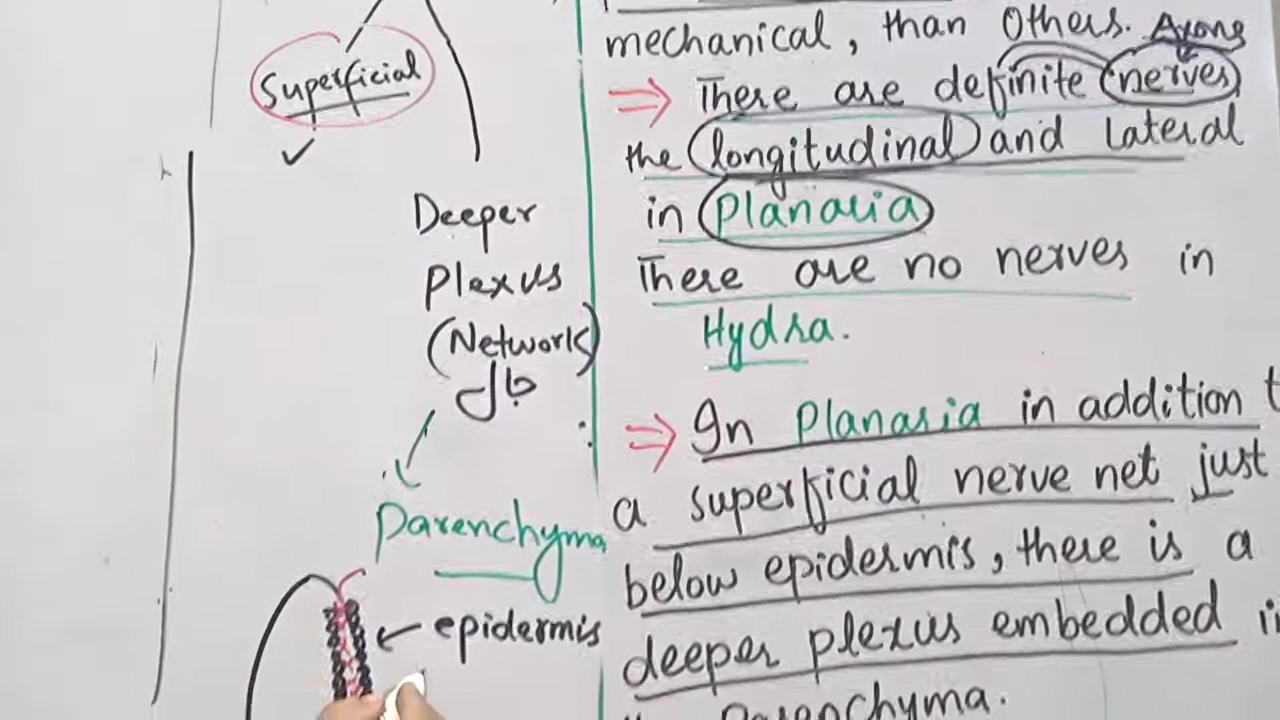 Superficial
Deeper
Plexus
(Network)
جال
Parenchyma
epidermis
mechanical, than Others. Axons
⇒ There are definite nerves
the longitudinal and lateral
in Planaria
There are no nerves in
Hydra.
⇒ In Planaria in addition t
a superficial nerve net just
below epidermis, there is a
deeper plexus embedded i
Parenchyma.